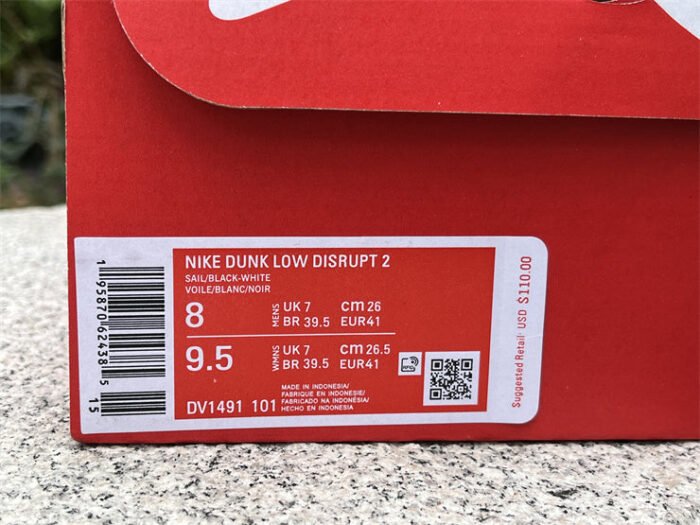 NIKE DUNK LOW DISRUPT 2
SAIL/BLACK-WHITE
VOILE/BLANC/NOIR
8 MENS UK 7 cm 26
BR 39.5 EUR41
9.5 WMNS UK 7 cm 26.5
BR 39.5 EUR41
DV1491 101
MADE IN INDONESIA/
FABRIQUÉ EN INDONESIE/
FABRICADO NA INDONÉSIA/
HECHO EN INDONESIA
1 95870 62438 5
15
Suggested Retail: USD $110.00